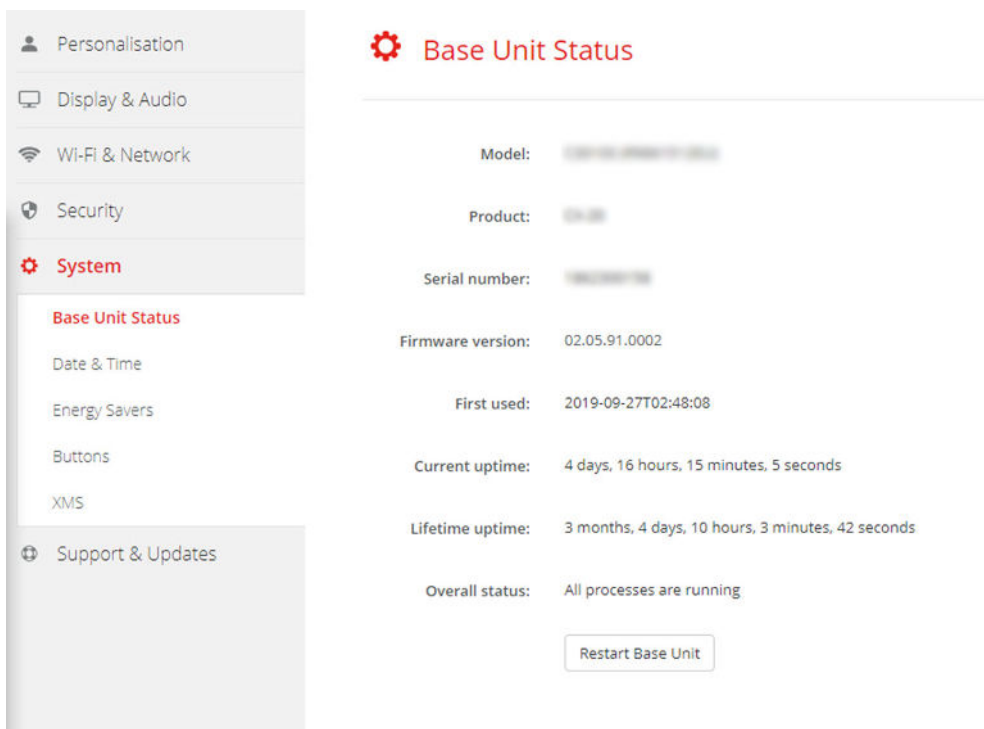 Personalisation
Display & Audio
Wi-Fi & Network
Security
System
Base Unit Status
Date & Time
Energy Savers
Buttons
XMS
Support & Updates
Base Unit Status
Model:
Product:
Serial number:
Firmware version: 02.05.91.0002
First used: 2019-09-27T02:48:08
Current uptime: 4 days, 16 hours, 15 minutes, 5 seconds
Lifetime uptime: 3 months, 4 days, 10 hours, 3 minutes, 42 seconds
Overall status: All processes are running
Restart Base Unit